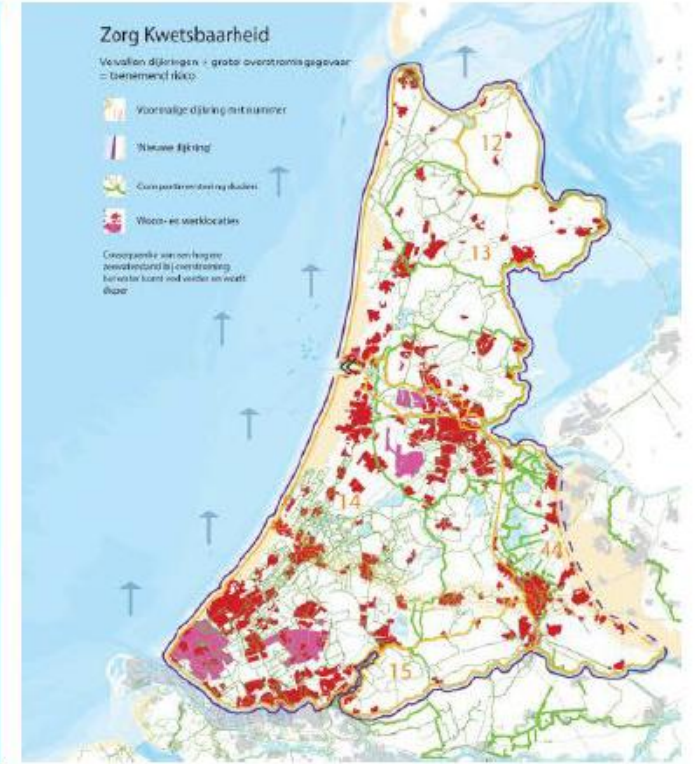 Zorg Kwetsbaarheid
Vervallen dijkringen + groter overstromingsgevaar
= toenemend risico
Voormalige dijkring met nummer
'Nieuwe dijkring'
Compartimentering dijken
Woon- en werklocaties
Consequentie van een hogere
zeewaterstand bij overstroming:
het water komt veel verder en wordt
dieper
12
13
14
44
15